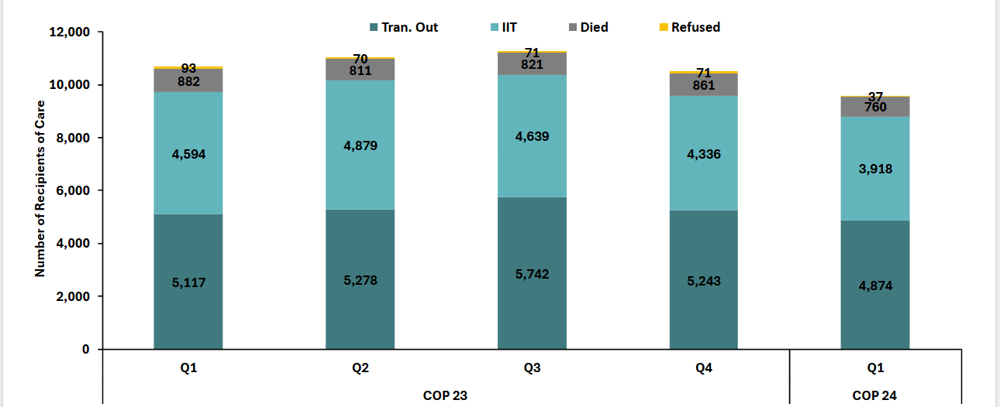 Tran. Out IIT Died Refused
12,000
10,000
8,000
6,000
4,000
2,000
0
Number of Recipients of Care
93 70 71 71 37
882 811 821 861 760
4,594 4,879 4,639 4,336 3,918
5,117 5,278 5,742 5,243 4,874
Q1 Q2 Q3 Q4 Q1
COP 23 COP 24